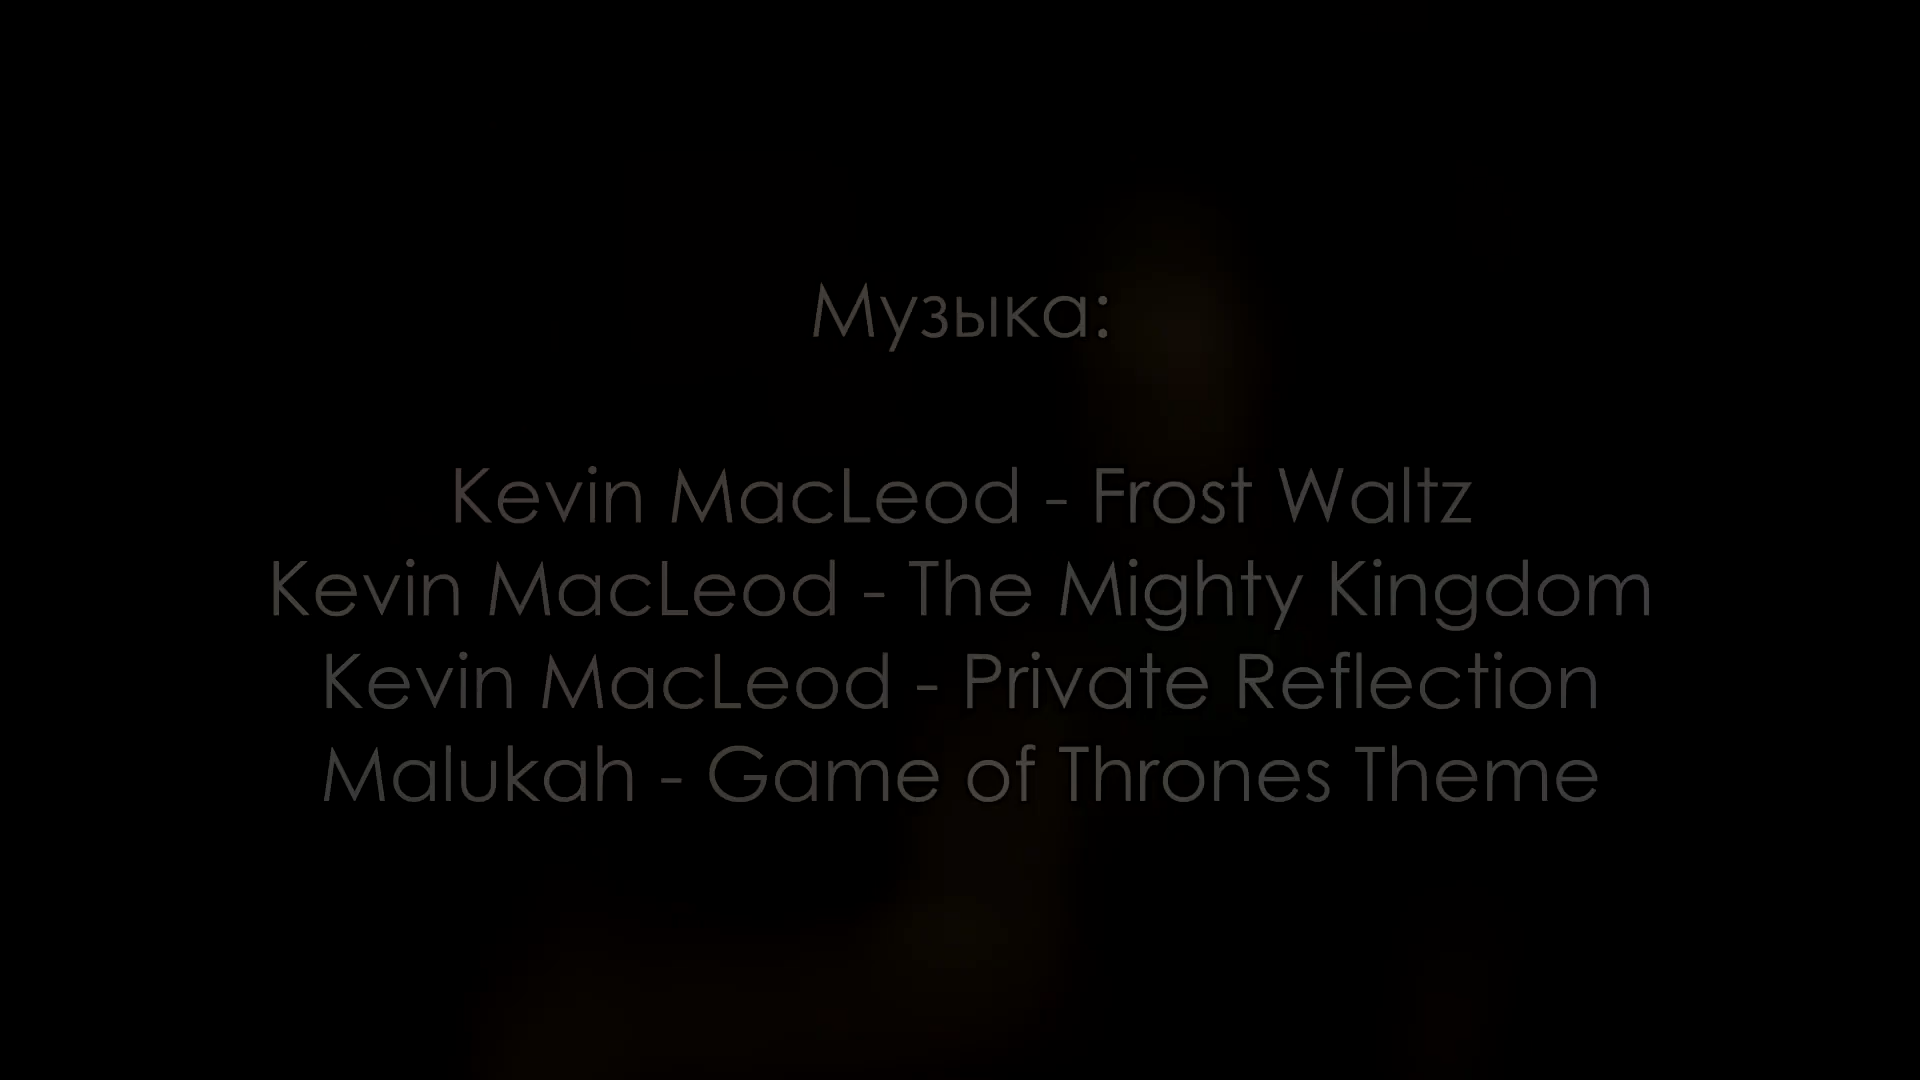 Музыка:
Kevin MacLeod - Frost Waltz
Kevin MacLeod - The Mighty Kingdom
Kevin MacLeod - Private Reflection
Malukah - Game of Thrones Theme